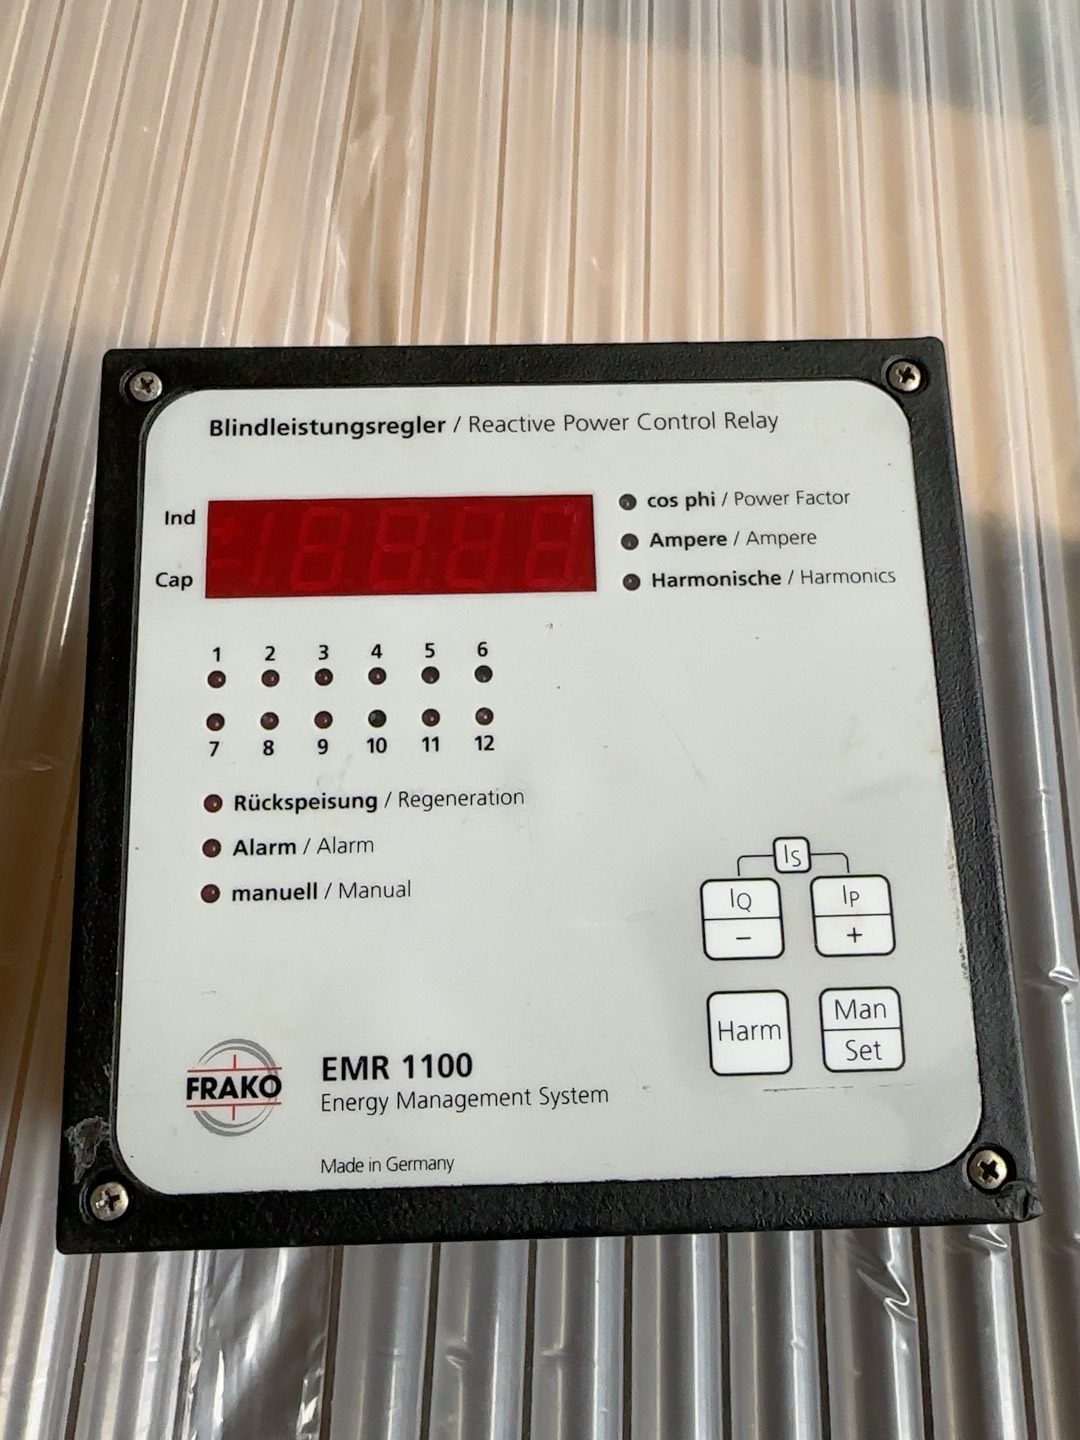 Blindleistungsregler / Reactive Power Control Relay
Ind
Cap
cos phi / Power Factor
Ampere / Ampere
Harmonische / Harmonics
1 2 3 4 5 6
7 8 9 10 11 12
Rückspeisung / Regeneration
Alarm / Alarm
manuell / Manual
IS
IQ IP
− +
Harm
Man
Set
FRAKO
EMR 1100
Energy Management System
Made in Germany